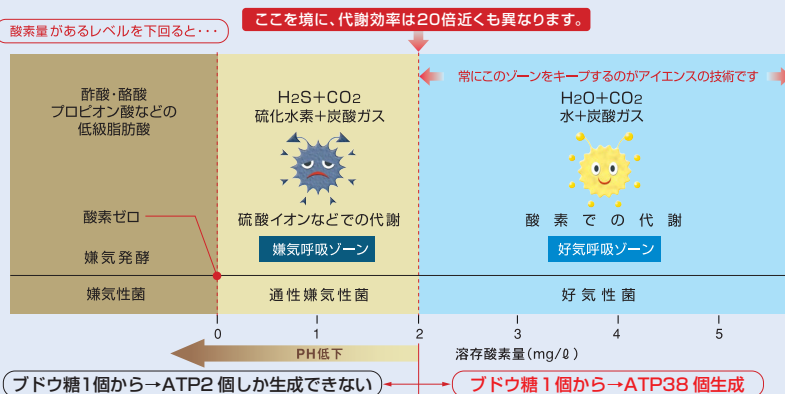 ここを境に、代謝効率は20倍近くも異なります。
酸素量があるレベルを下回ると・・・
常にこのゾーンをキープするのがアイエンスの技術です
酢酸・酪酸
プロピオン酸などの
低級脂肪酸
酸素ゼロ
嫌気発酵
嫌気性菌
H2S+CO2
硫化水素+炭酸ガス
硫酸イオンなどでの代謝
嫌気呼吸ゾーン
通性嫌気性菌
H2O+CO2
水+炭酸ガス
酸素での代謝
好気呼吸ゾーン
好気性菌
0 1 2 3 4 5
PH低下
溶存酸素量(mg/ℓ)
ブドウ糖1個から→ATP2個しか生成できない
ブドウ糖1個から→ATP38個生成